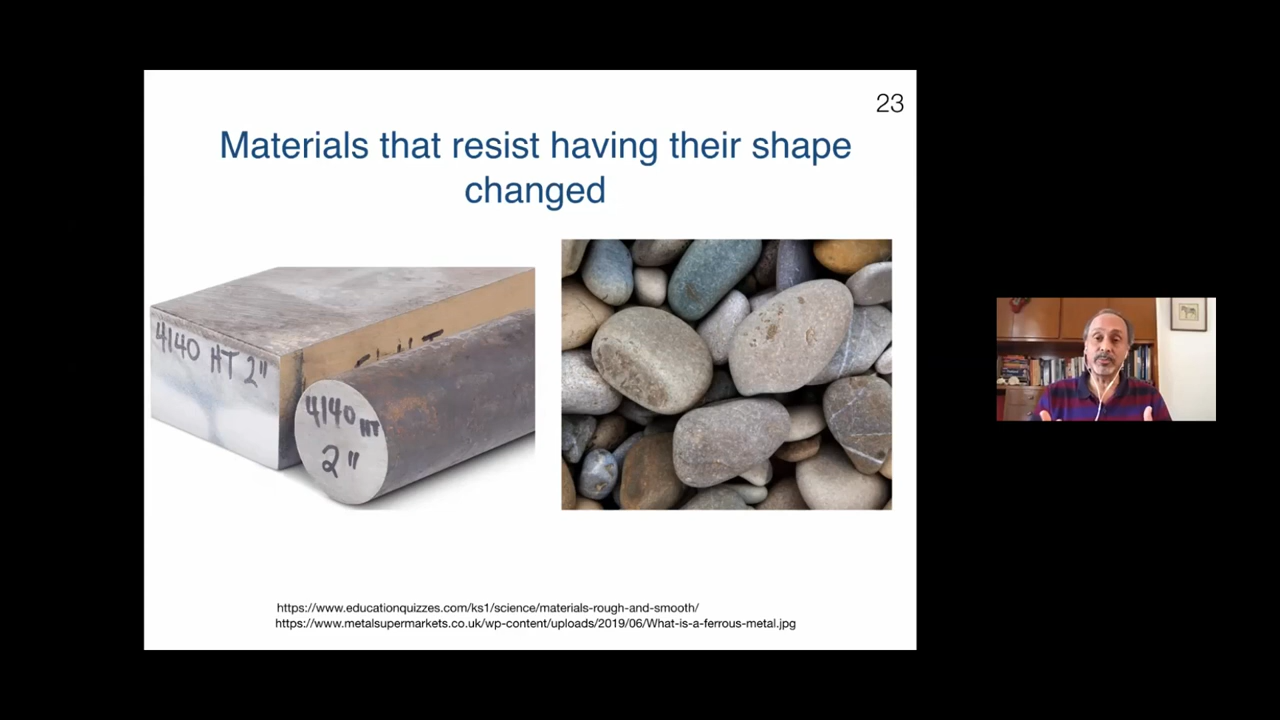 23
Materials that resist having their shape
changed
4140 HT 2"
4140 HT
2"
https://www.educationquizzes.com/ks1/science/materials-rough-and-smooth/
https://www.metalsupermarkets.co.uk/wp-content/uploads/2019/06/What-is-a-ferrous-metal.jpg